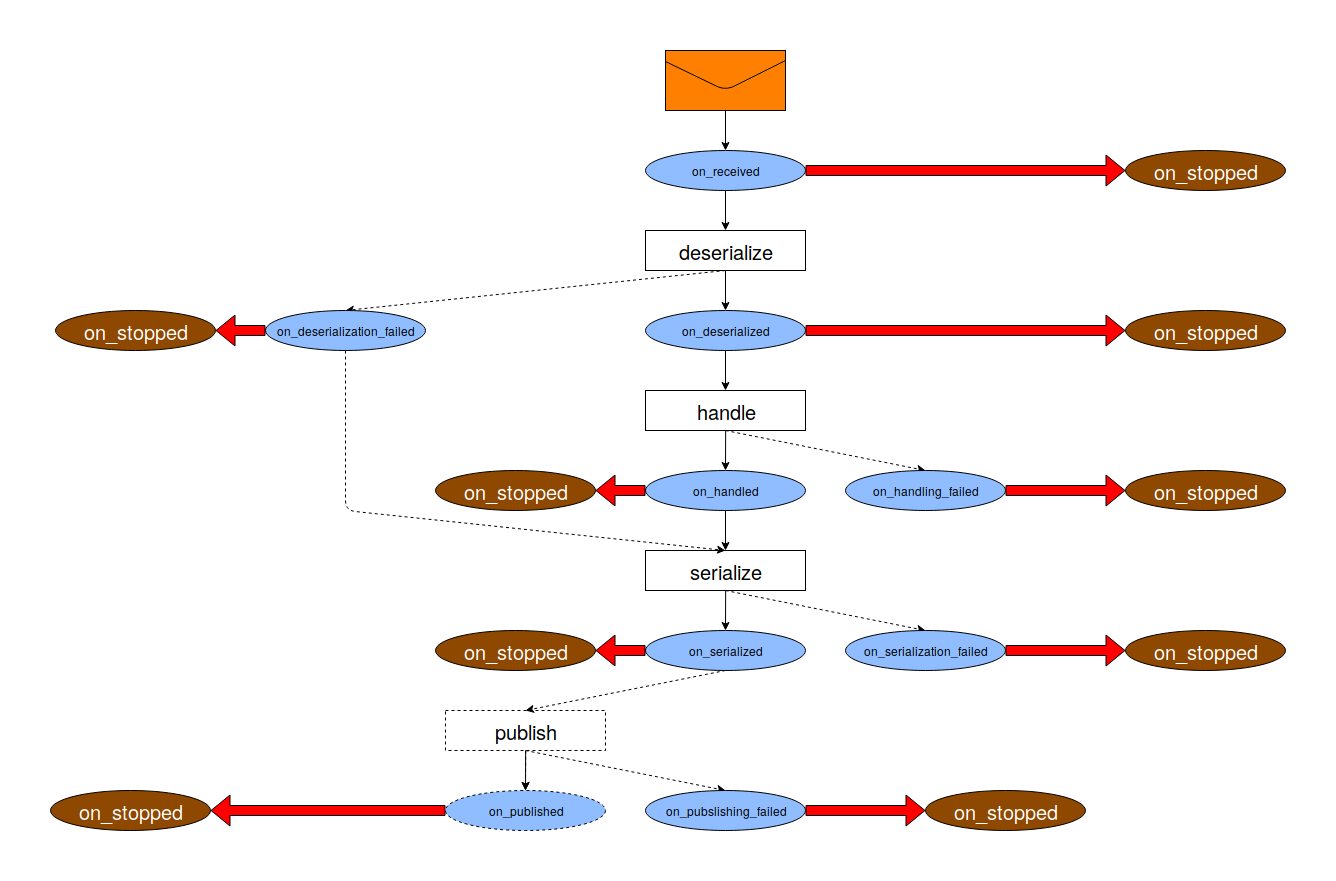 on_received
on_stopped
deserialize
on_stopped
on_deserialization_failed
on_deserialized
on_stopped
handle
on_stopped
on_handled
on_handling_failed
on_stopped
serialize
on_stopped
on_serialized
on_serialization_failed
on_stopped
publish
on_stopped
on_published
on_pubslishing_failed
on_stopped